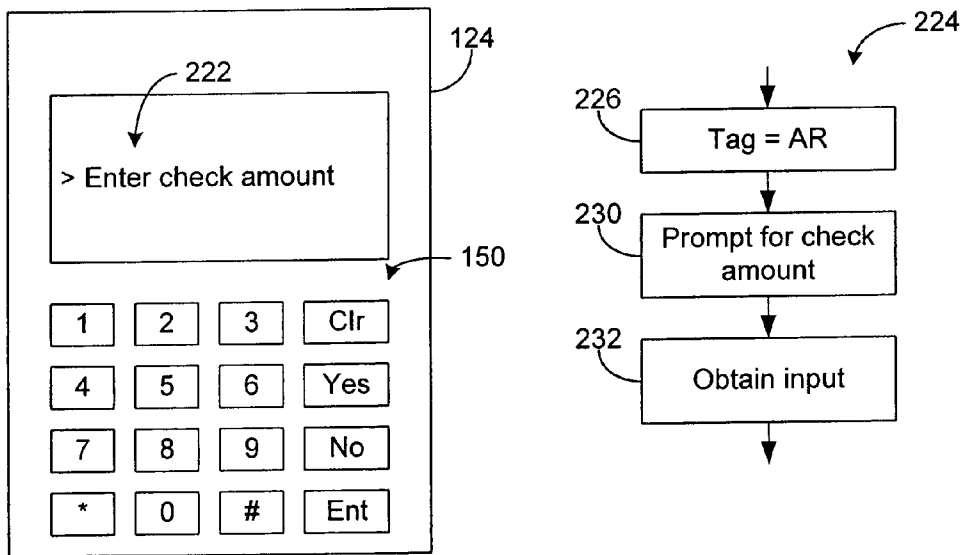 124
222
> Enter check amount
150
1 2 3 Clr
4 5 6 Yes
7 8 9 No
* 0 # Ent
224
226
Tag = AR
230
Prompt for check
amount
232
Obtain input